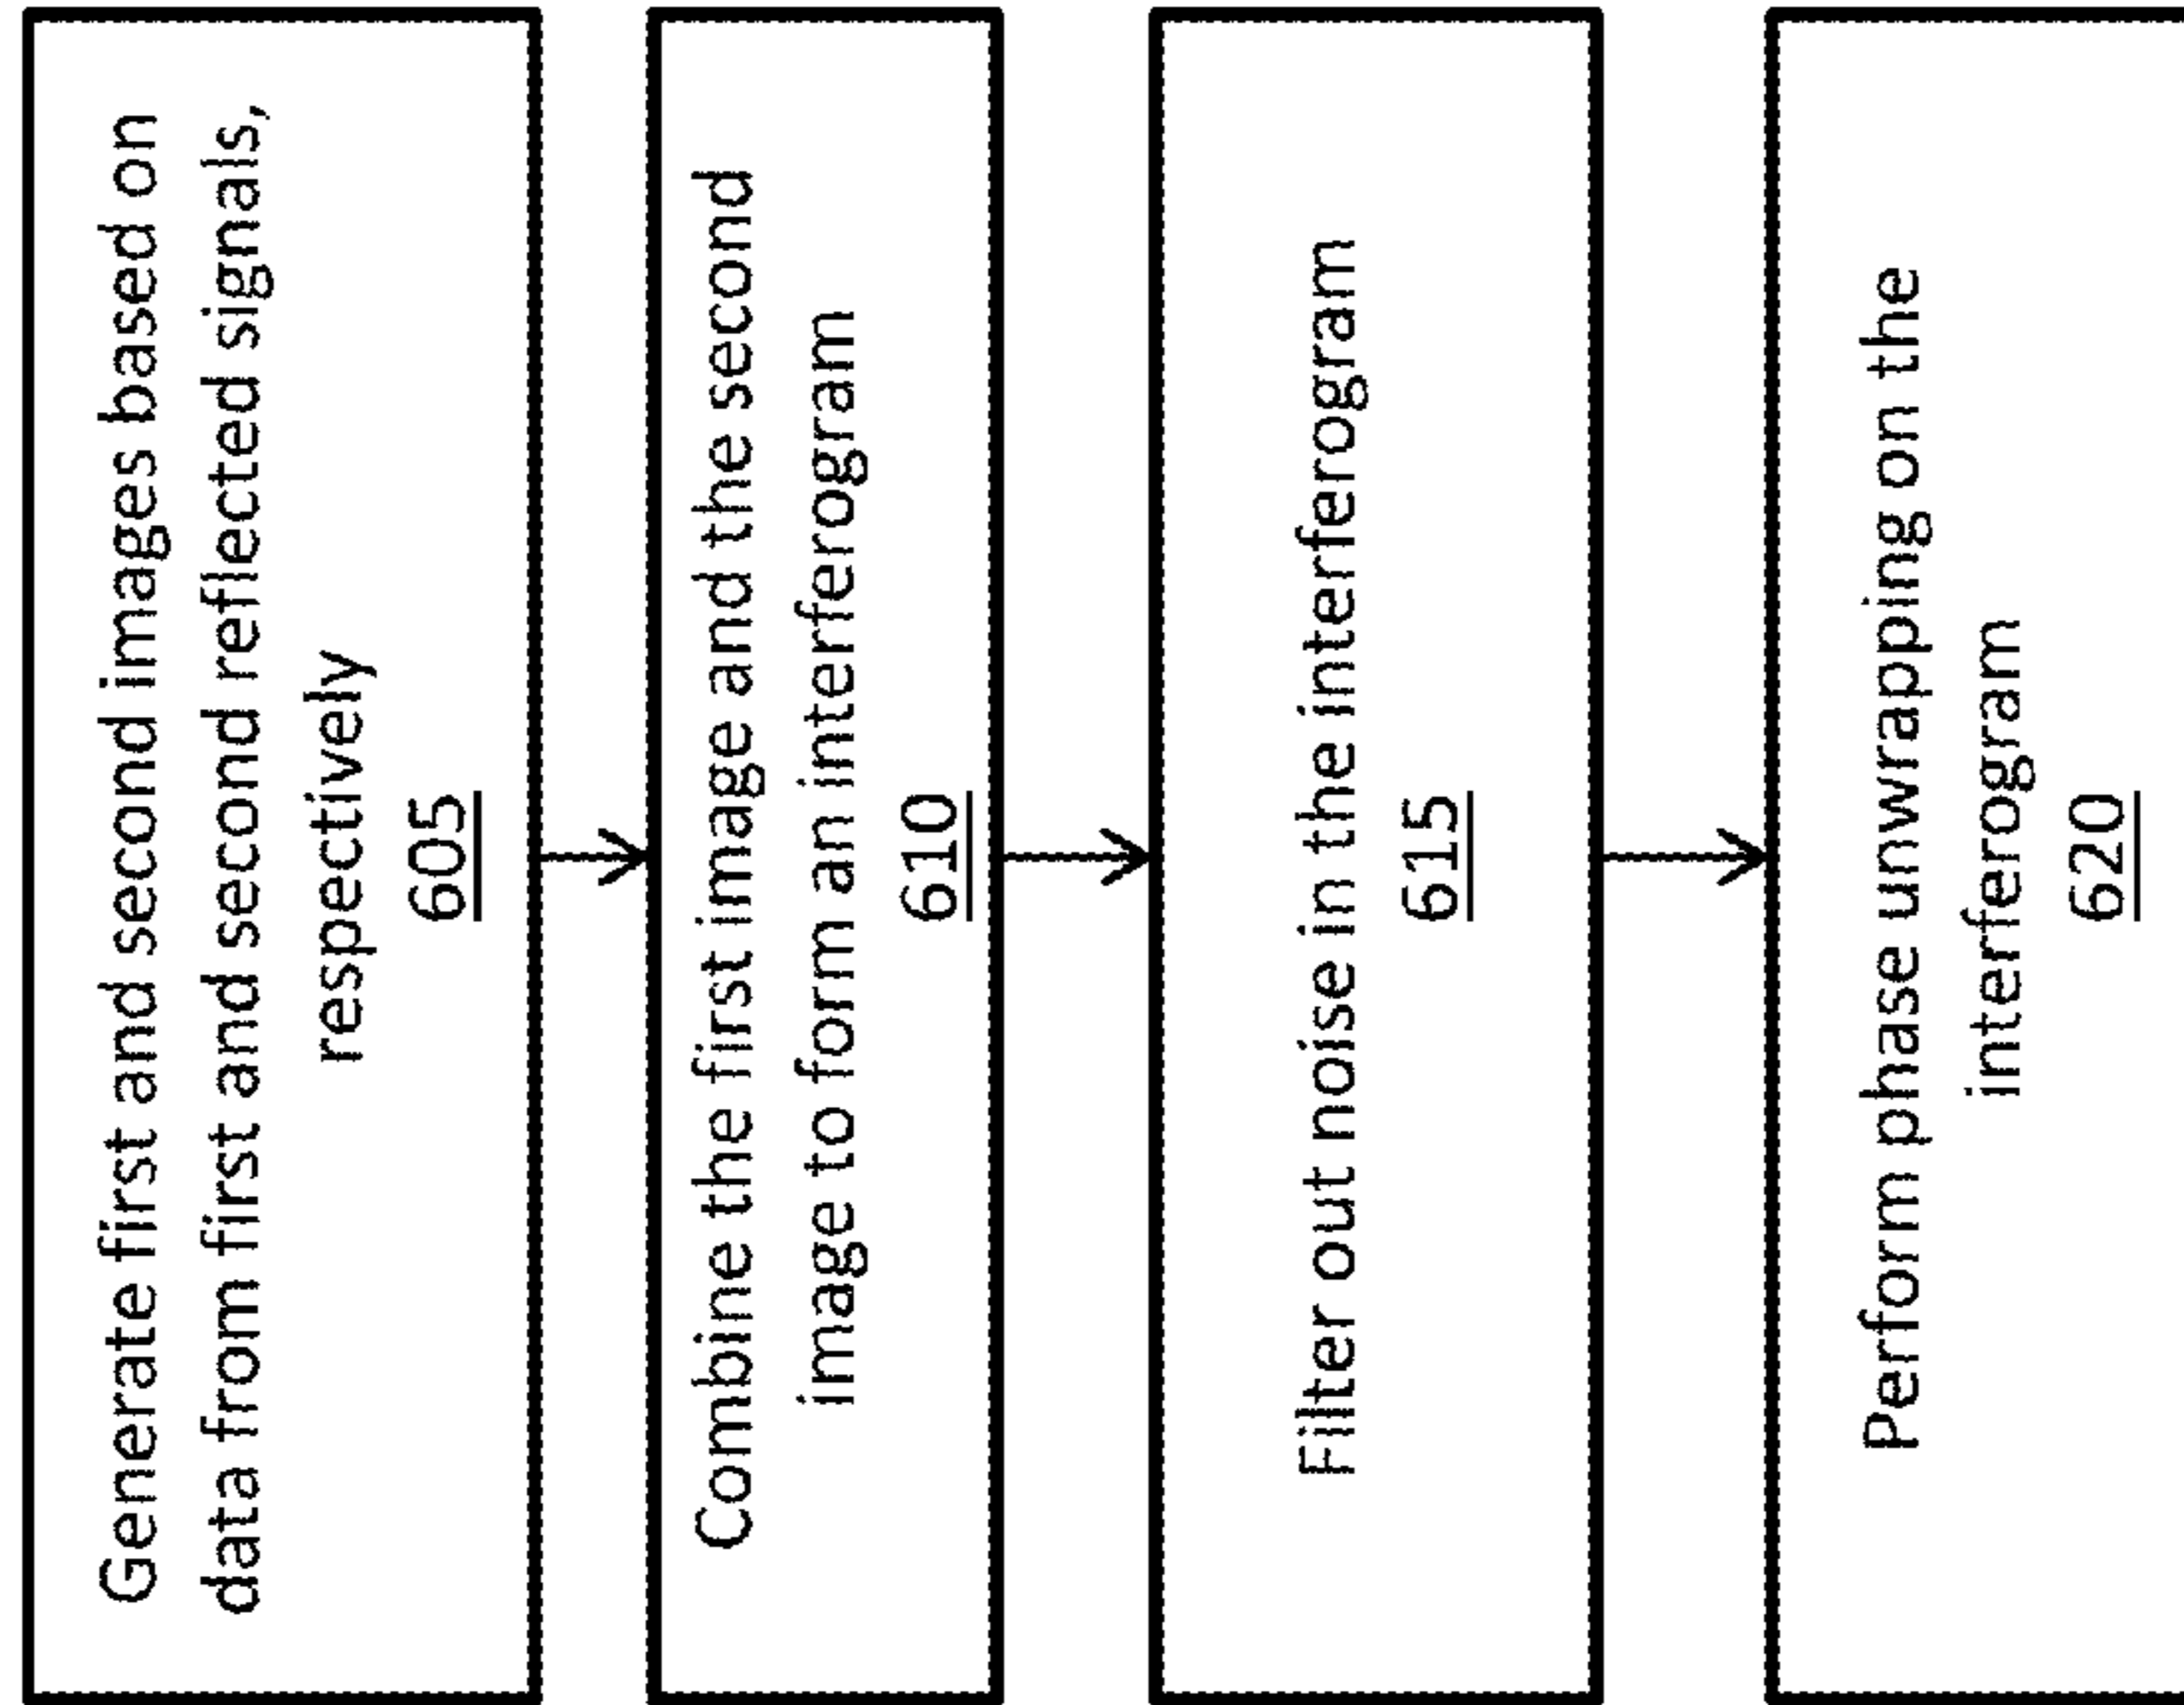 Generate first and second images based on
data from first and second reflected signals,
respectively
605
Combine the first image and the second
image to form an interferogram
610
Filter out noise in the interferogram
615
Perform phase unwrapping on the
interferogram
620